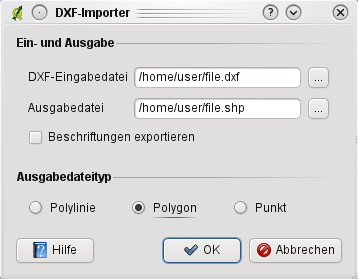 DXF-Importer
Ein- und Ausgabe
DXF-Eingabedatei /home/user/file.dxf ...
Ausgabedatei /home/user/file.shp ...
Beschriftungen exportieren
Ausgabedateityp
Polylinie Polygon Punkt
Hilfe OK Abbrechen